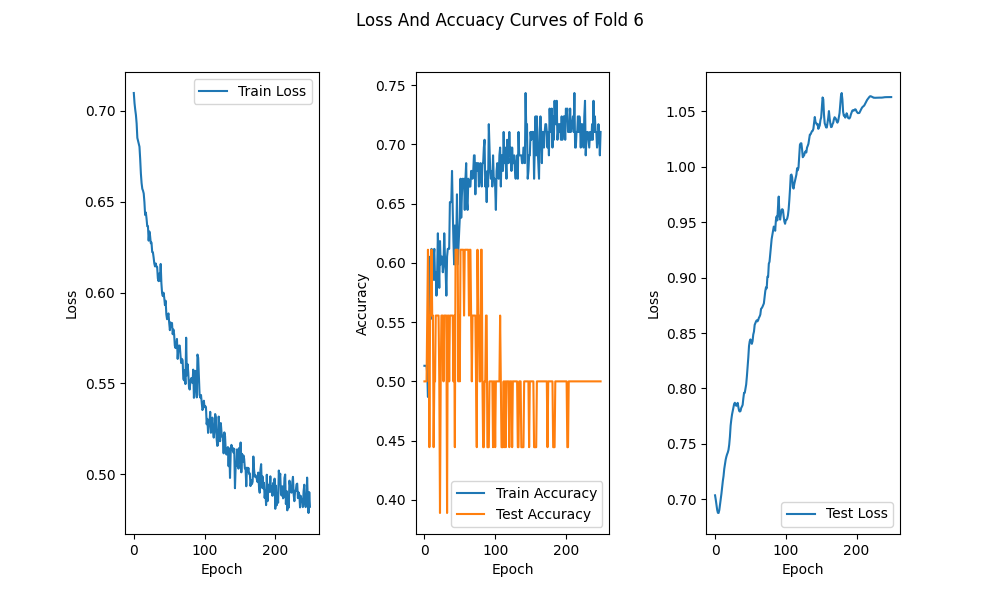 Loss And Accuacy Curves of Fold 6
Train Loss
0.70
0.65
0.60
0.55
0.50
Loss
0
100
200
Epoch
0.75
0.70
0.65
0.60
0.55
0.50
0.45
0.40
Accuracy
Train Accuracy
Test Accuracy
0
100
200
Epoch
1.05
1.00
0.95
0.90
0.85
0.80
0.75
0.70
Loss
Test Loss
0
100
200
Epoch